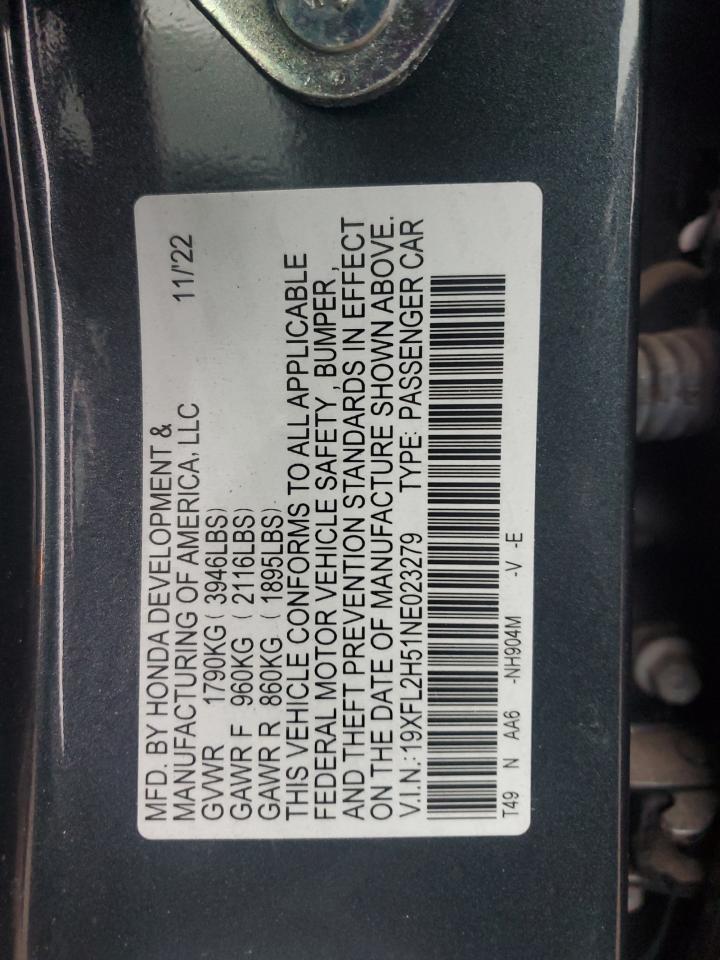 MFD. BY HONDA DEVELOPMENT &
MANUFACTURING OF AMERICA, LLC 11/'22
GVWR 1790KG ( 3946LBS)
GAWR F 960KG ( 2116LBS)
GAWR R 860KG ( 1895LBS)
THIS VEHICLE CONFORMS TO ALL APPLICABLE
FEDERAL MOTOR VEHICLE SAFETY , BUMPER ,
AND THEFT PREVENTION STANDARDS IN EFFECT
ON THE DATE OF MANUFACTURE SHOWN ABOVE.
V.I.N.:19XFL2H51NE023279 TYPE: PASSENGER CAR
T49 N AA6 -NH904M -V -E